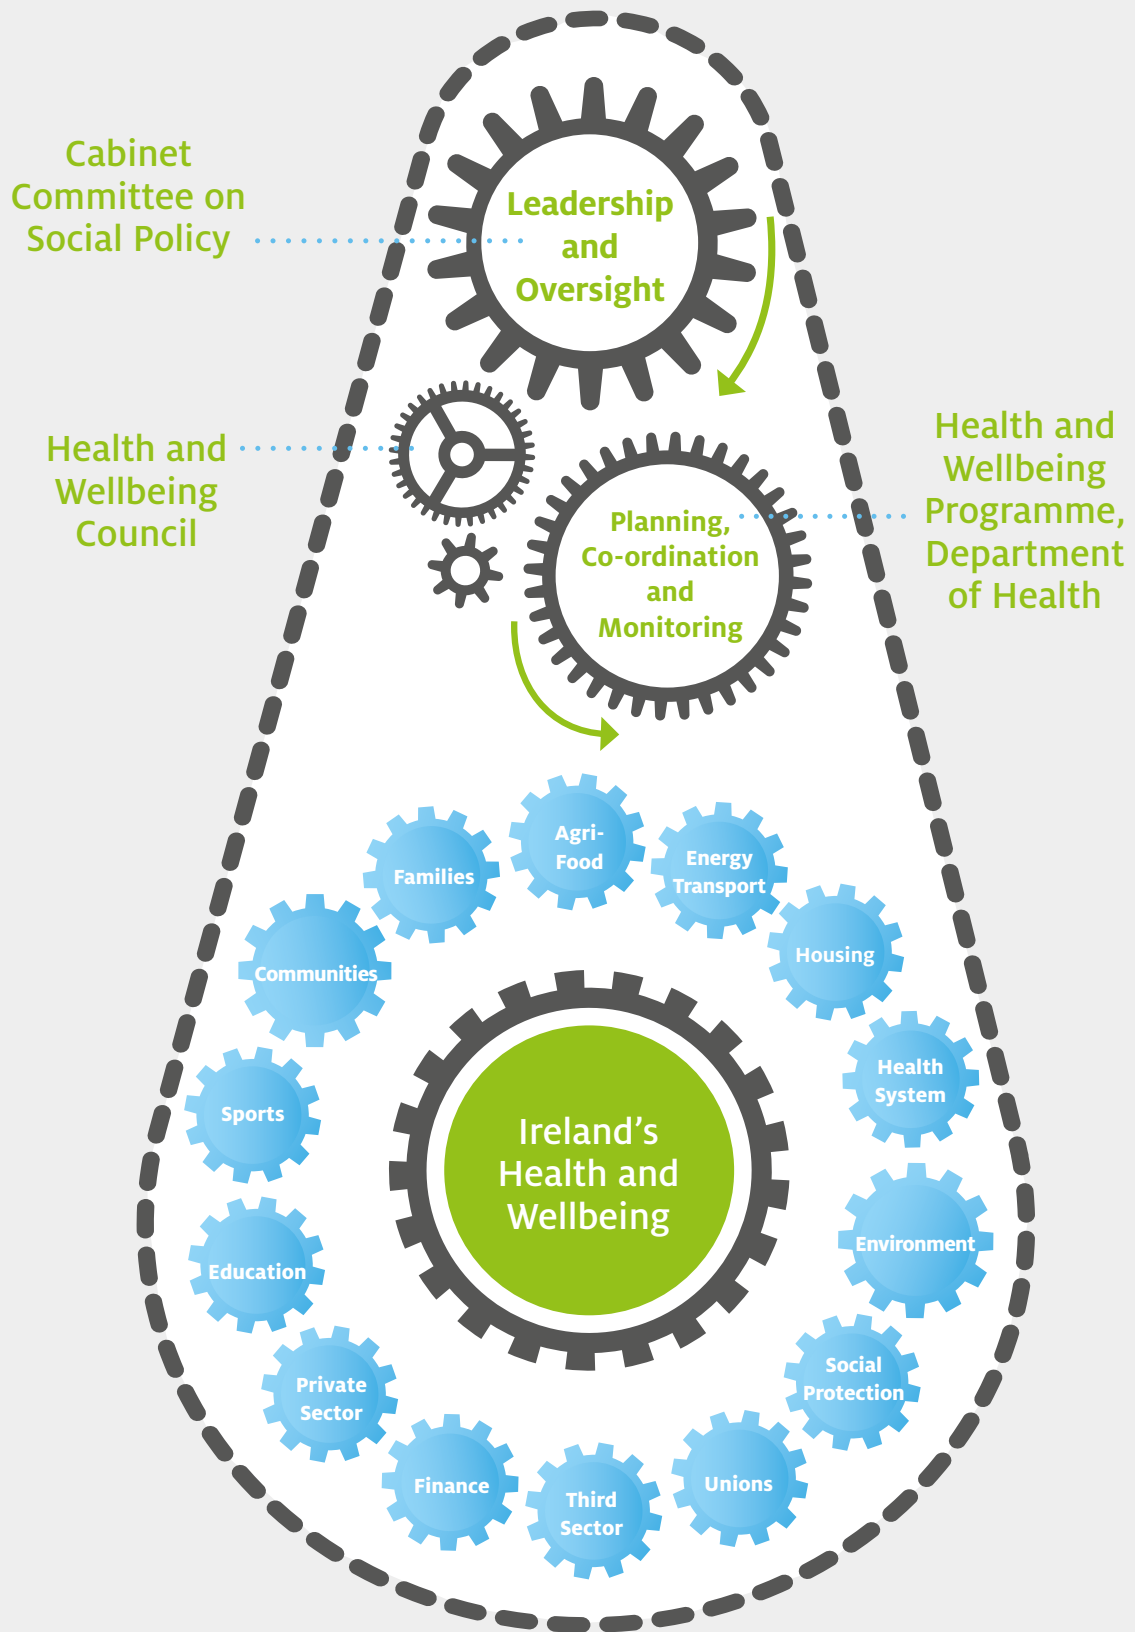 Cabinet
Committee on
Social Policy
Leadership
and
Oversight
Health and
Wellbeing
Council
Health and
Wellbeing
Programme,
Department
of Health
Planning,
Co-ordination
and
Monitoring
Agri-
Food
Families
Energy
Transport
Communities
Housing
Health
System
Sports
Ireland’s
Health and
Wellbeing
Environment
Education
Social
Protection
Private
Sector
Finance
Third
Sector
Unions